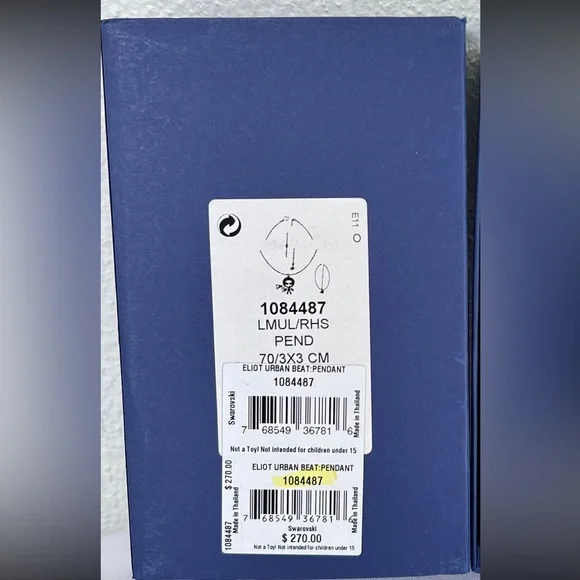 E11
1084487
LMUL/RHS
PEND
70/3X3 CM
ELIOT URBAN BEAT:PENDANT
1084487
Swarovski
Made in Thailand
7 68549 36781 6
Not a Toy! Not Intended for children under 15
ELIOT URBAN BEAT:PENDANT
1084487
$ 270.00
Made in Thailand
1084487
7 68549 36781 6
Made in Thailand
Swarovski
$ 270.00
Not a Toy! Not Intended for children under 15